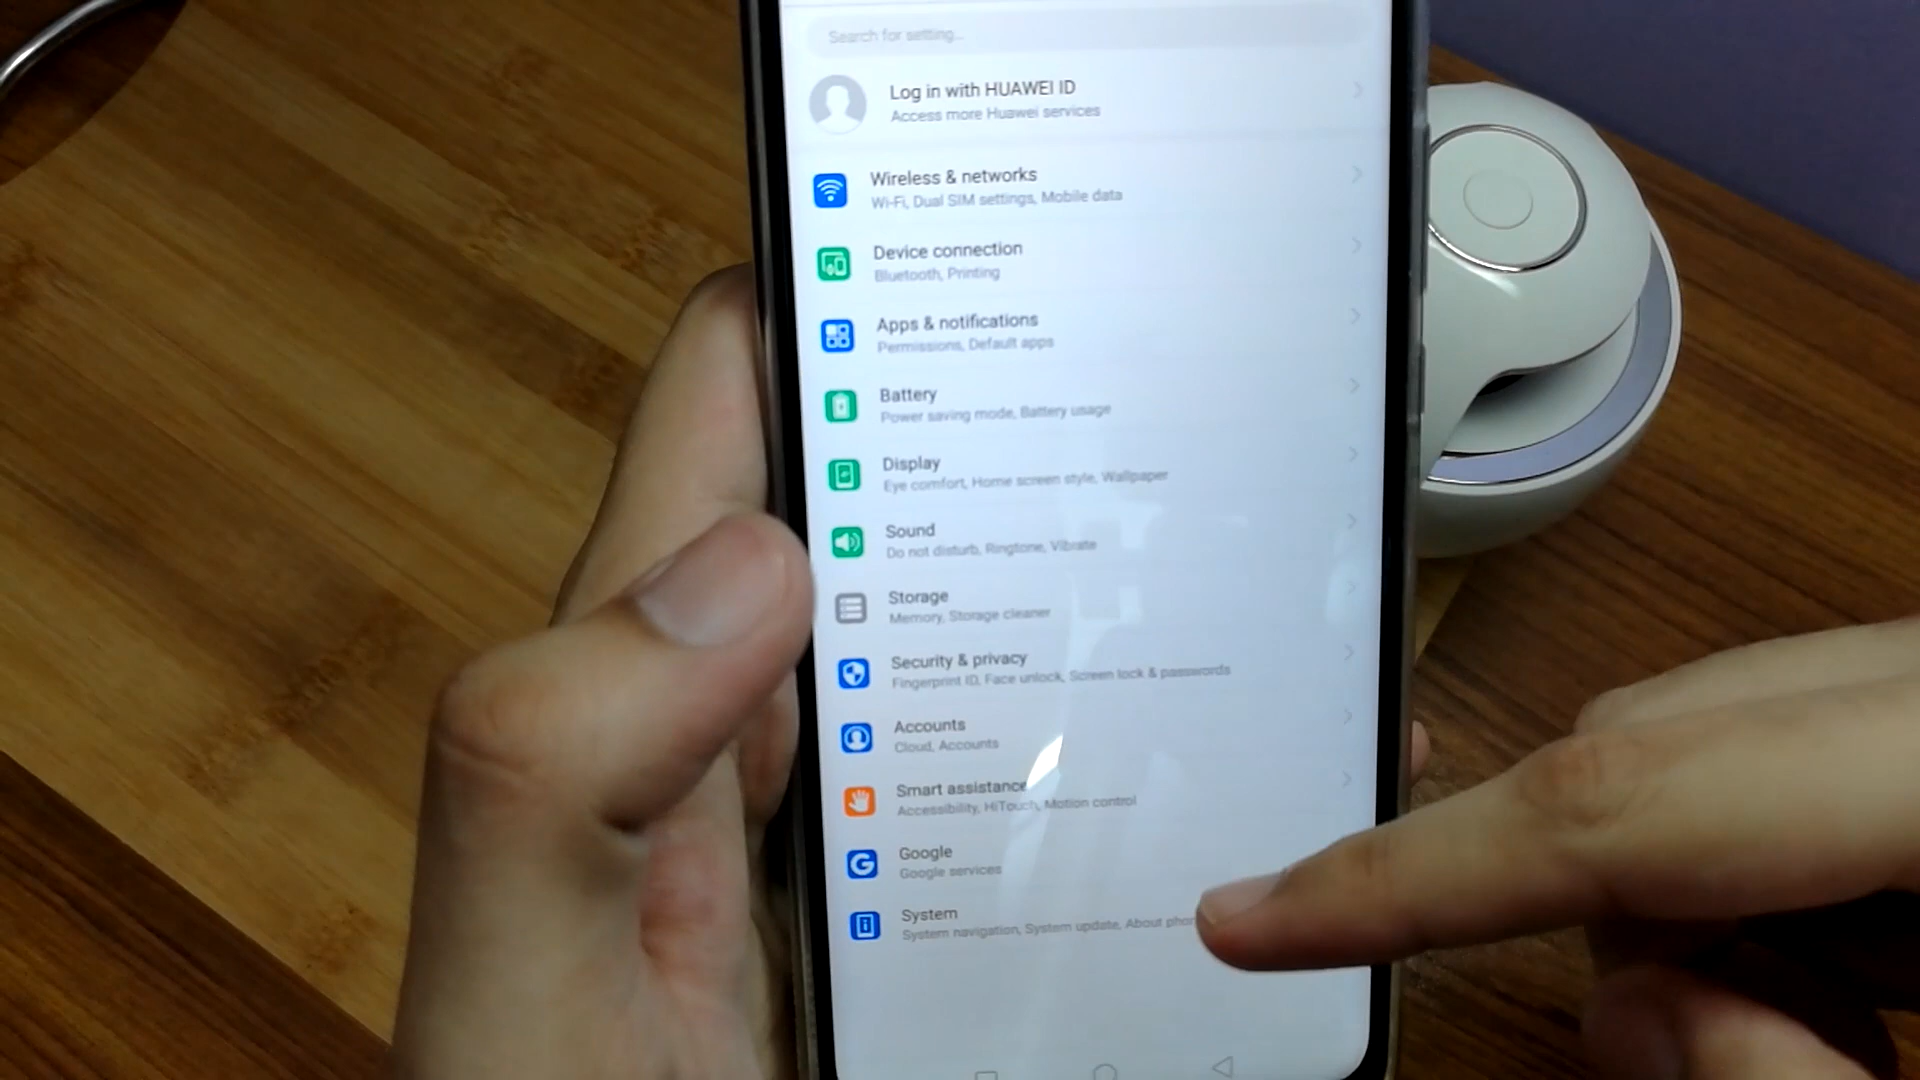 Search for setting...
Log in with HUAWEI ID
Access more Huawei services
Wireless & networks
Wi-Fi, Dual SIM settings, Mobile data
Device connection
Bluetooth, Printing
Apps & notifications
Permissions, Default apps
Battery
Power saving mode, Battery usage
Display
Eye comfort, Home screen style, Wallpaper
Sound
Do not disturb, Ringtone, Vibrate
Storage
Memory, Storage cleaner
Security & privacy
Fingerprint ID, Face unlock, Screen lock & passwords
Accounts
Cloud, Accounts
Smart assistance
Accessibility, HiTouch, Motion control
Google
Google services
System
System navigation, System update, About phon